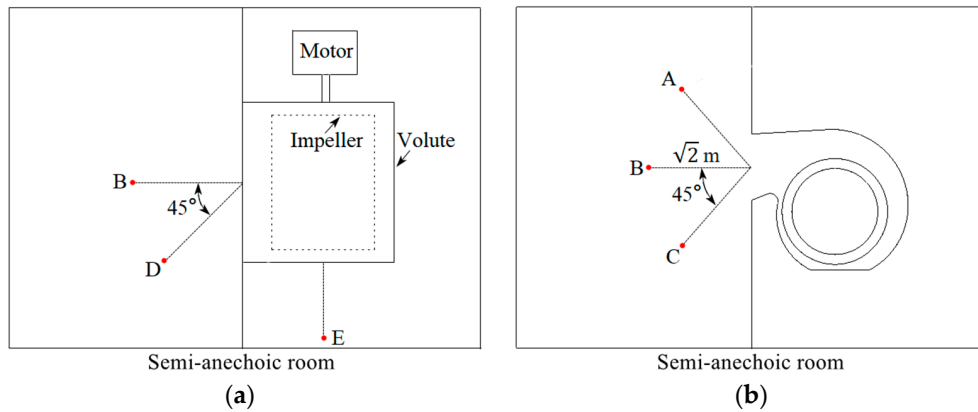 Motor
Impeller
Volute
B
45°
D
E
Semi-anechoic room
(a)
A
√2 m
B
45°
C
Semi-anechoic room
(b)